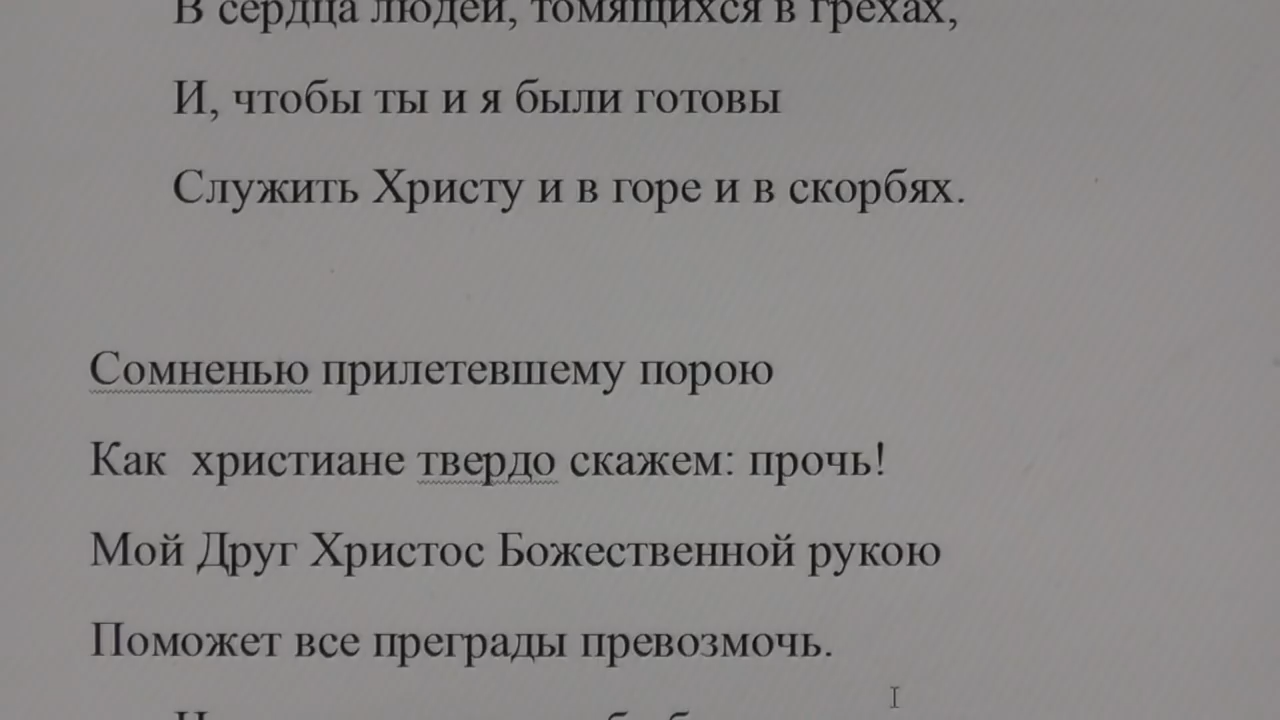 В сердца людей, томящихся в грехах,
И, чтобы ты и я были готовы
Служить Христу и в горе и в скорбях.
Сомненью прилетевшему порою
Как  христиане твердо скажем: прочь!
Мой Друг Христос Божественной рукою
Поможет все преграды превозмочь.